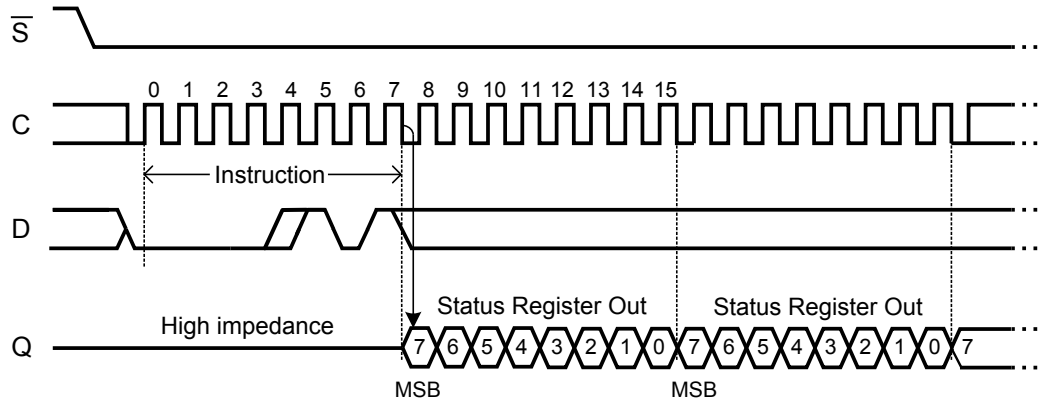 S
0 1 2 3 4 5 6 7 8 9 10 11 12 13 14 15
C
Instruction
D
Status Register Out Status Register Out
High impedance
Q 7 6 5 4 3 2 1 0 7 6 5 4 3 2 1 0 7
MSB MSB